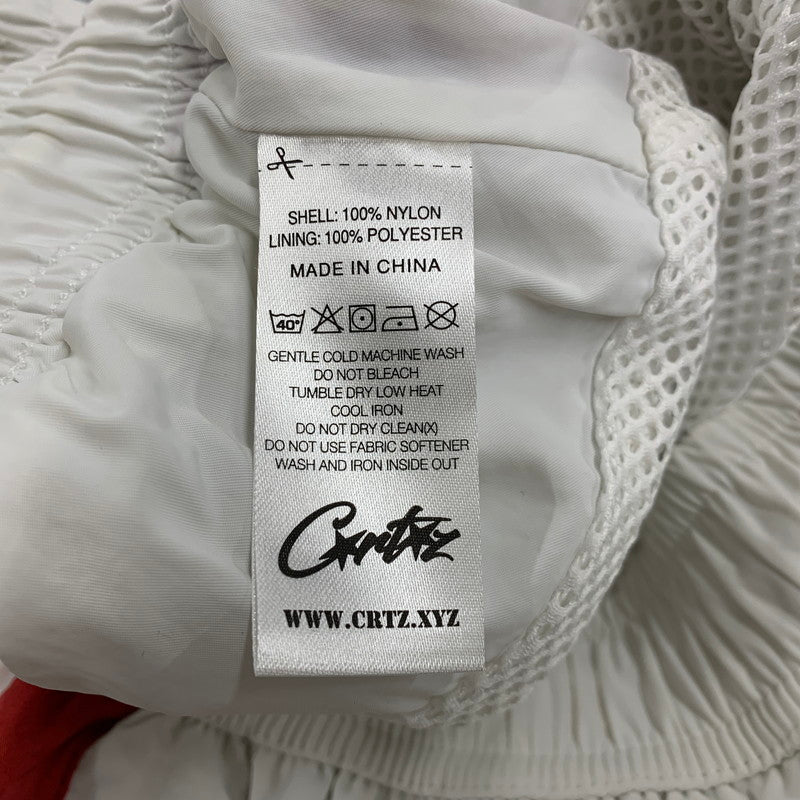 SHELL: 100% NYLON
LINING: 100% POLYESTER
MADE IN CHINA
40°
GENTLE COLD MACHINE WASH
DO NOT BLEACH
TUMBLE DRY LOW HEAT
COOL IRON
DO NOT DRY CLEAN(X)
DO NOT USE FABRIC SOFTENER
WASH AND IRON INSIDE OUT
Crtz
WWW.CRTZ.XYZ